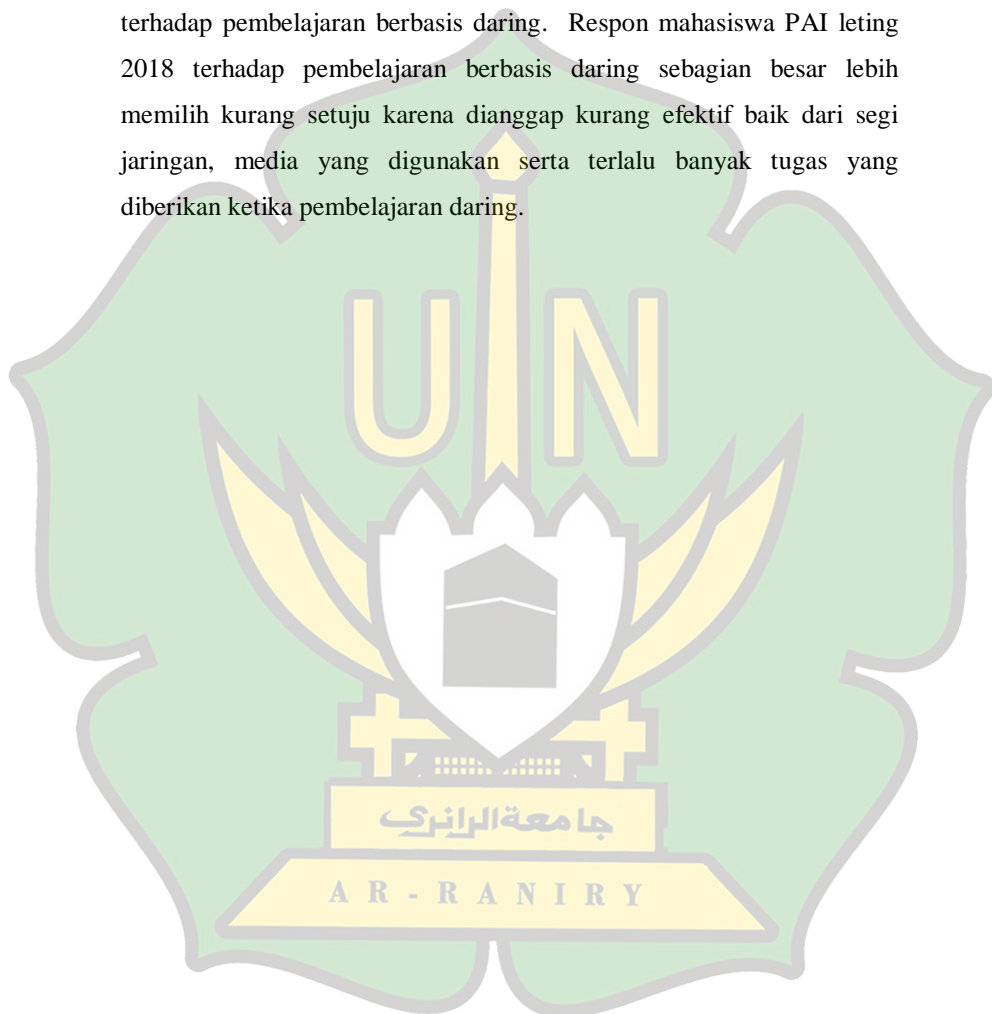 terhadap pembelajaran berbasis daring. Respon mahasiswa PAI leting
2018 terhadap pembelajaran berbasis daring sebagian besar lebih
memilih kurang setuju karena dianggap kurang efektif baik dari segi
jaringan, media yang digunakan serta terlalu banyak tugas yang
diberikan ketika pembelajaran daring.
UIN
جامعة الرانري
AR - RANIRY